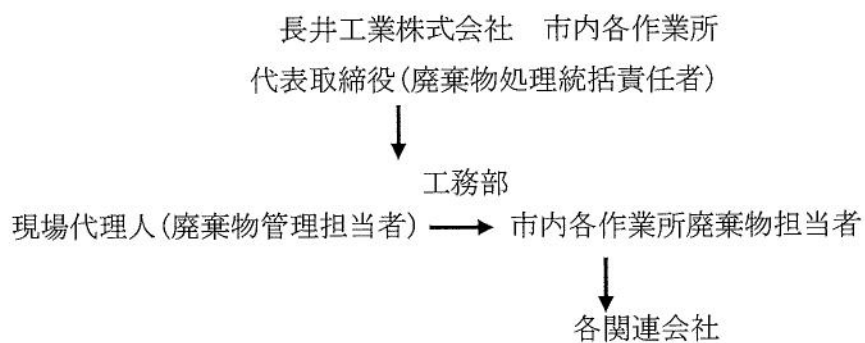 長井工業株式会社　市内各作業所
代表取締役(廃棄物処理統括責任者)
工務部
現場代理人(廃棄物管理担当者)
市内各作業所廃棄物担当者
各関連会社